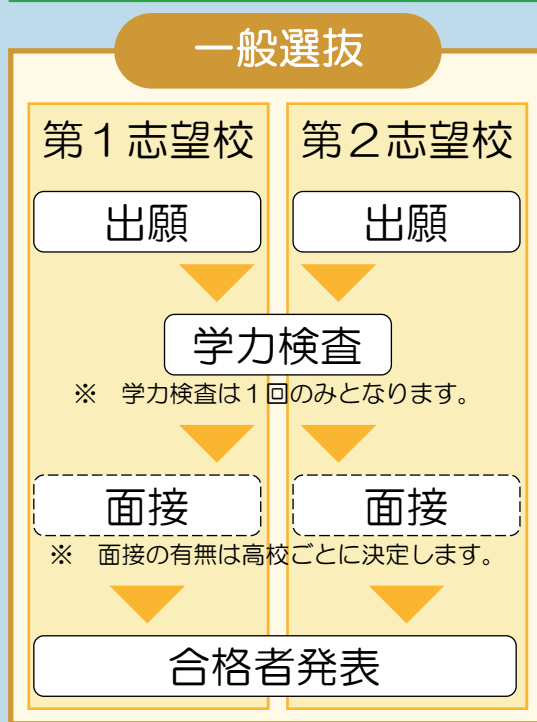 一般選抜
第１志望校
第２志望校
出願
出願
学力検査
※　学力検査は１回のみとなります。
面接
面接
※　面接の有無は高校ごとに決定します。
合格者発表